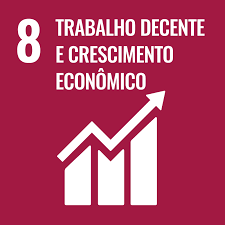 8 TRABALHO DECENTE
E CRESCIMENTO
ECONÔMICO